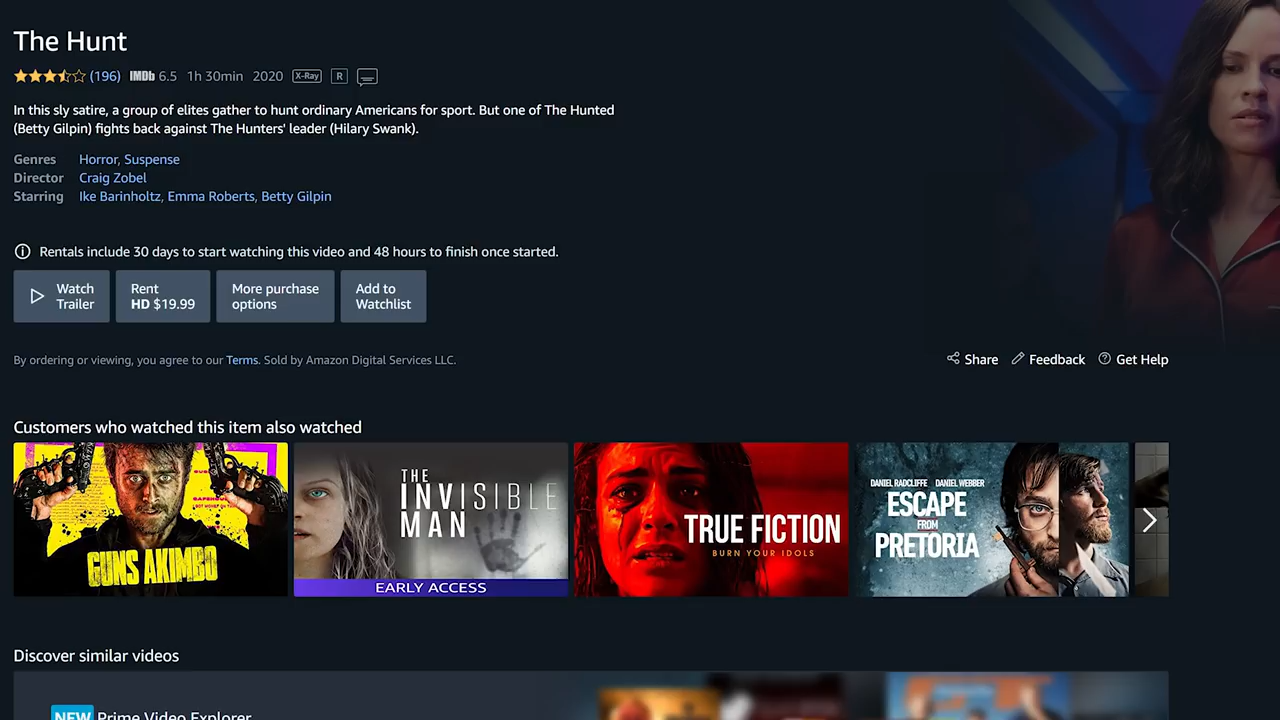 The Hunt
(196) IMDb 6.5 1h 30min 2020 X-Ray R
In this sly satire, a group of elites gather to hunt ordinary Americans for sport. But one of The Hunted
(Betty Gilpin) fights back against The Hunters' leader (Hilary Swank).
Genres Horror, Suspense
Director Craig Zobel
Starring Ike Barinholtz, Emma Roberts, Betty Gilpin
Rentals include 30 days to start watching this video and 48 hours to finish once started.
Watch
Trailer
Rent
HD $19.99
More purchase
options
Add to
Watchlist
By ordering or viewing, you agree to our Terms. Sold by Amazon Digital Services LLC.
Share Feedback Get Help
Customers who watched this item also watched
GUNS AKIMBO
THE
INVISIBLE
MAN
EARLY ACCESS
TRUE FICTION
BURN YOUR IDOLS
DANIEL RADCLIFFE DANIEL WEBBER
ESCAPE
FROM
PRETORIA
Discover similar videos
NEW Prime Video Explorer